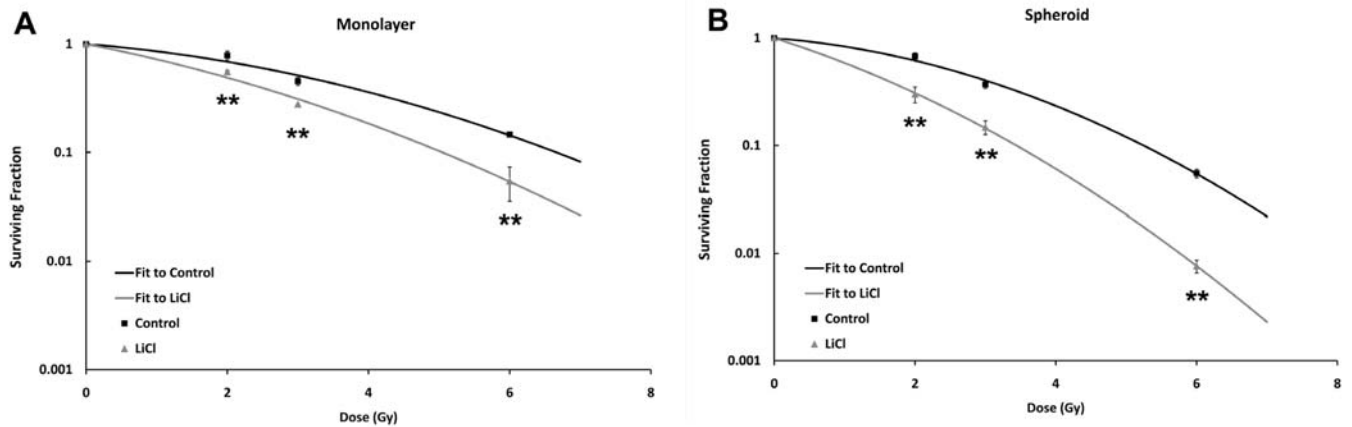 A
Monolayer
1
0.1
0.01
0.001
Surviving Fraction
**
**
**
Fit to Control
Fit to LiCl
Control
LiCl
0
2
4
6
8
Dose (Gy)
B
Spheroid
1
0.1
0.01
0.001
Surviving Fraction
**
**
**
Fit to Control
Fit to LiCl
Control
LiCl
0
2
4
6
8
Dose (Gy)